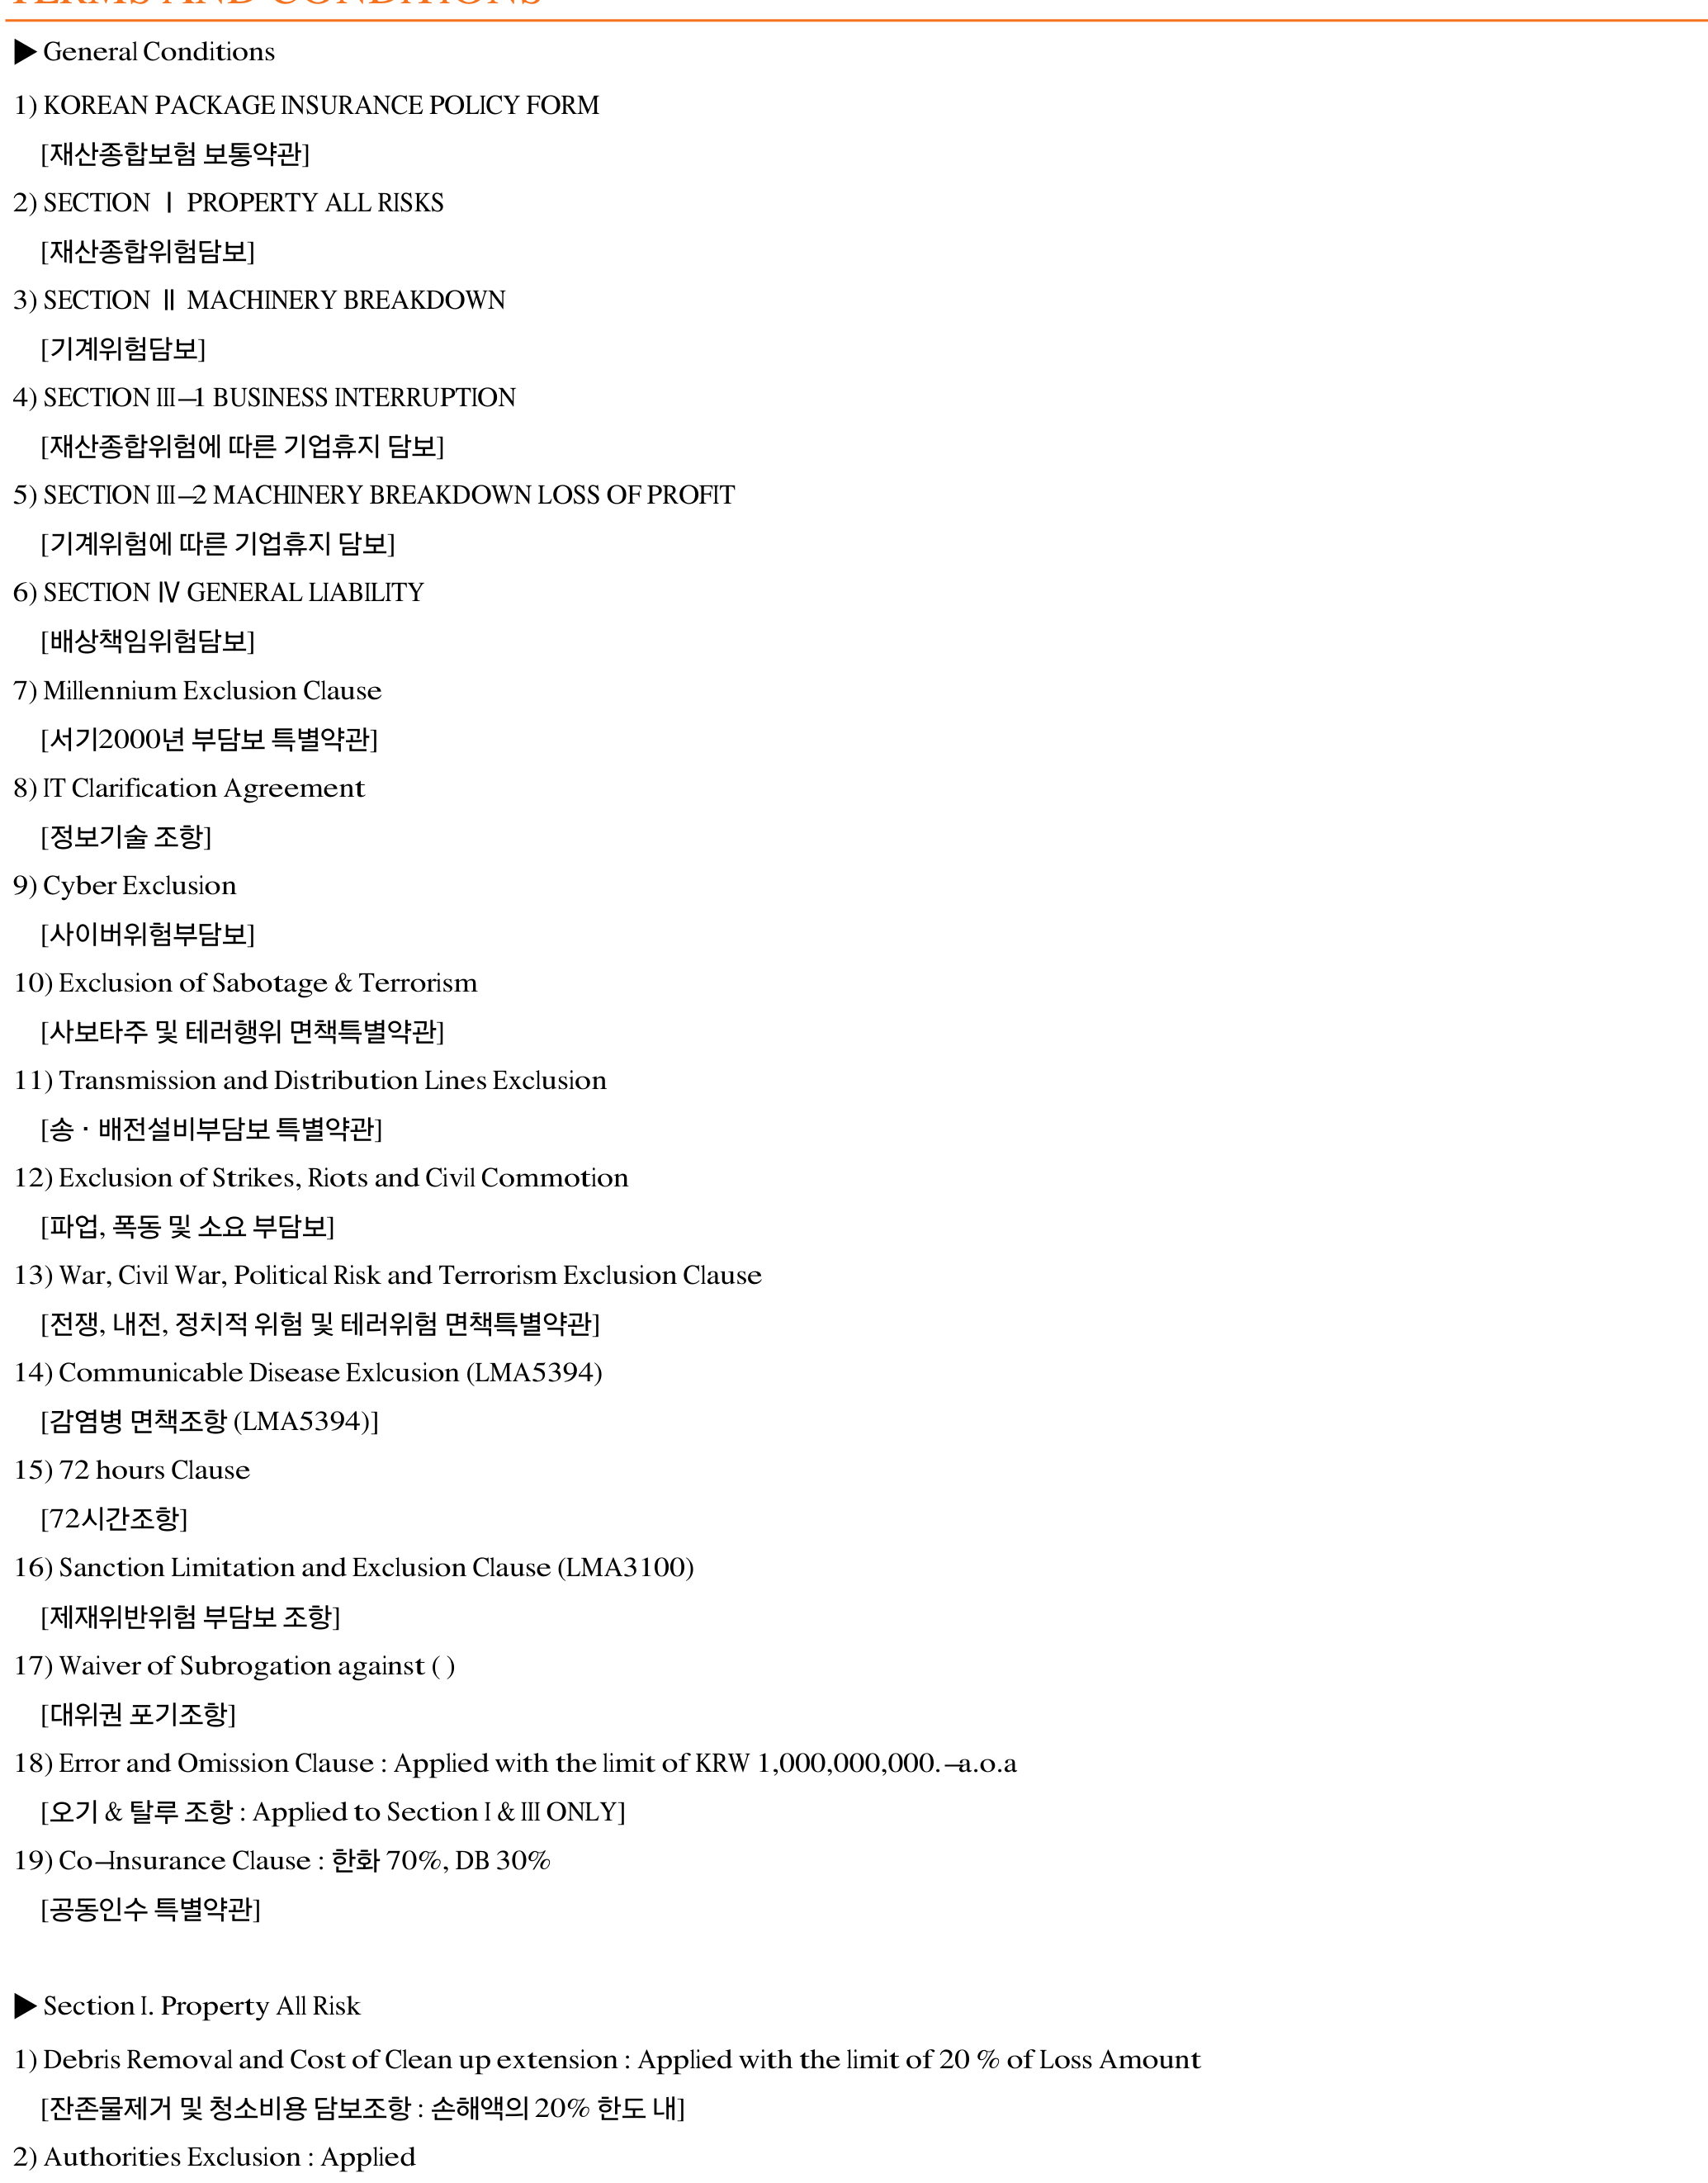 TERMS AND CONDITIONS
▶ General Conditions
1) KOREAN PACKAGE INSURANCE POLICY FORM
[재산종합보험 보통약관]
2) SECTION Ⅰ PROPERTY ALL RISKS
[재산종합위험담보]
3) SECTION Ⅱ MACHINERY BREAKDOWN
[기계위험담보]
4) SECTION III-1 BUSINESS INTERRUPTION
[재산종합위험에 따른 기업휴지 담보]
5) SECTION III-2 MACHINERY BREAKDOWN LOSS OF PROFIT
[기계위험에 따른 기업휴지 담보]
6) SECTION Ⅳ GENERAL LIABILITY
[배상책임위험담보]
7) Millennium Exclusion Clause
[서기2000년 부담보 특별약관]
8) IT Clarification Agreement
[정보기술 조항]
9) Cyber Exclusion
[사이버위험부담보]
10) Exclusion of Sabotage & Terrorism
[사보타주 및 테러행위 면책특별약관]
11) Transmission and Distribution Lines Exclusion
[송ㆍ배전설비부담보 특별약관]
12) Exclusion of Strikes, Riots and Civil Commotion
[파업, 폭동 및 소요 부담보]
13) War, Civil War, Political Risk and Terrorism Exclusion Clause
[전쟁, 내전, 정치적 위험 및 테러위험 면책특별약관]
14) Communicable Disease Exlcusion (LMA5394)
[감염병 면책조항 (LMA5394)]
15) 72 hours Clause
[72시간조항]
16) Sanction Limitation and Exclusion Clause (LMA3100)
[제재위반위험 부담보 조항]
17) Waiver of Subrogation against ( )
[대위권 포기조항]
18) Error and Omission Clause : Applied with the limit of KRW 1,000,000,000.-a.o.a
[오기 & 탈루 조항 : Applied to Section I & III ONLY]
19) Co-Insurance Clause : 한화 70%, DB 30%
[공동인수 특별약관]
▶ Section I. Property All Risk
1) Debris Removal and Cost of Clean up extension : Applied with the limit of 20 % of Loss Amount
[잔존물제거 및 청소비용 담보조항 : 손해액의 20% 한도 내]
2) Authorities Exclusion : Applied